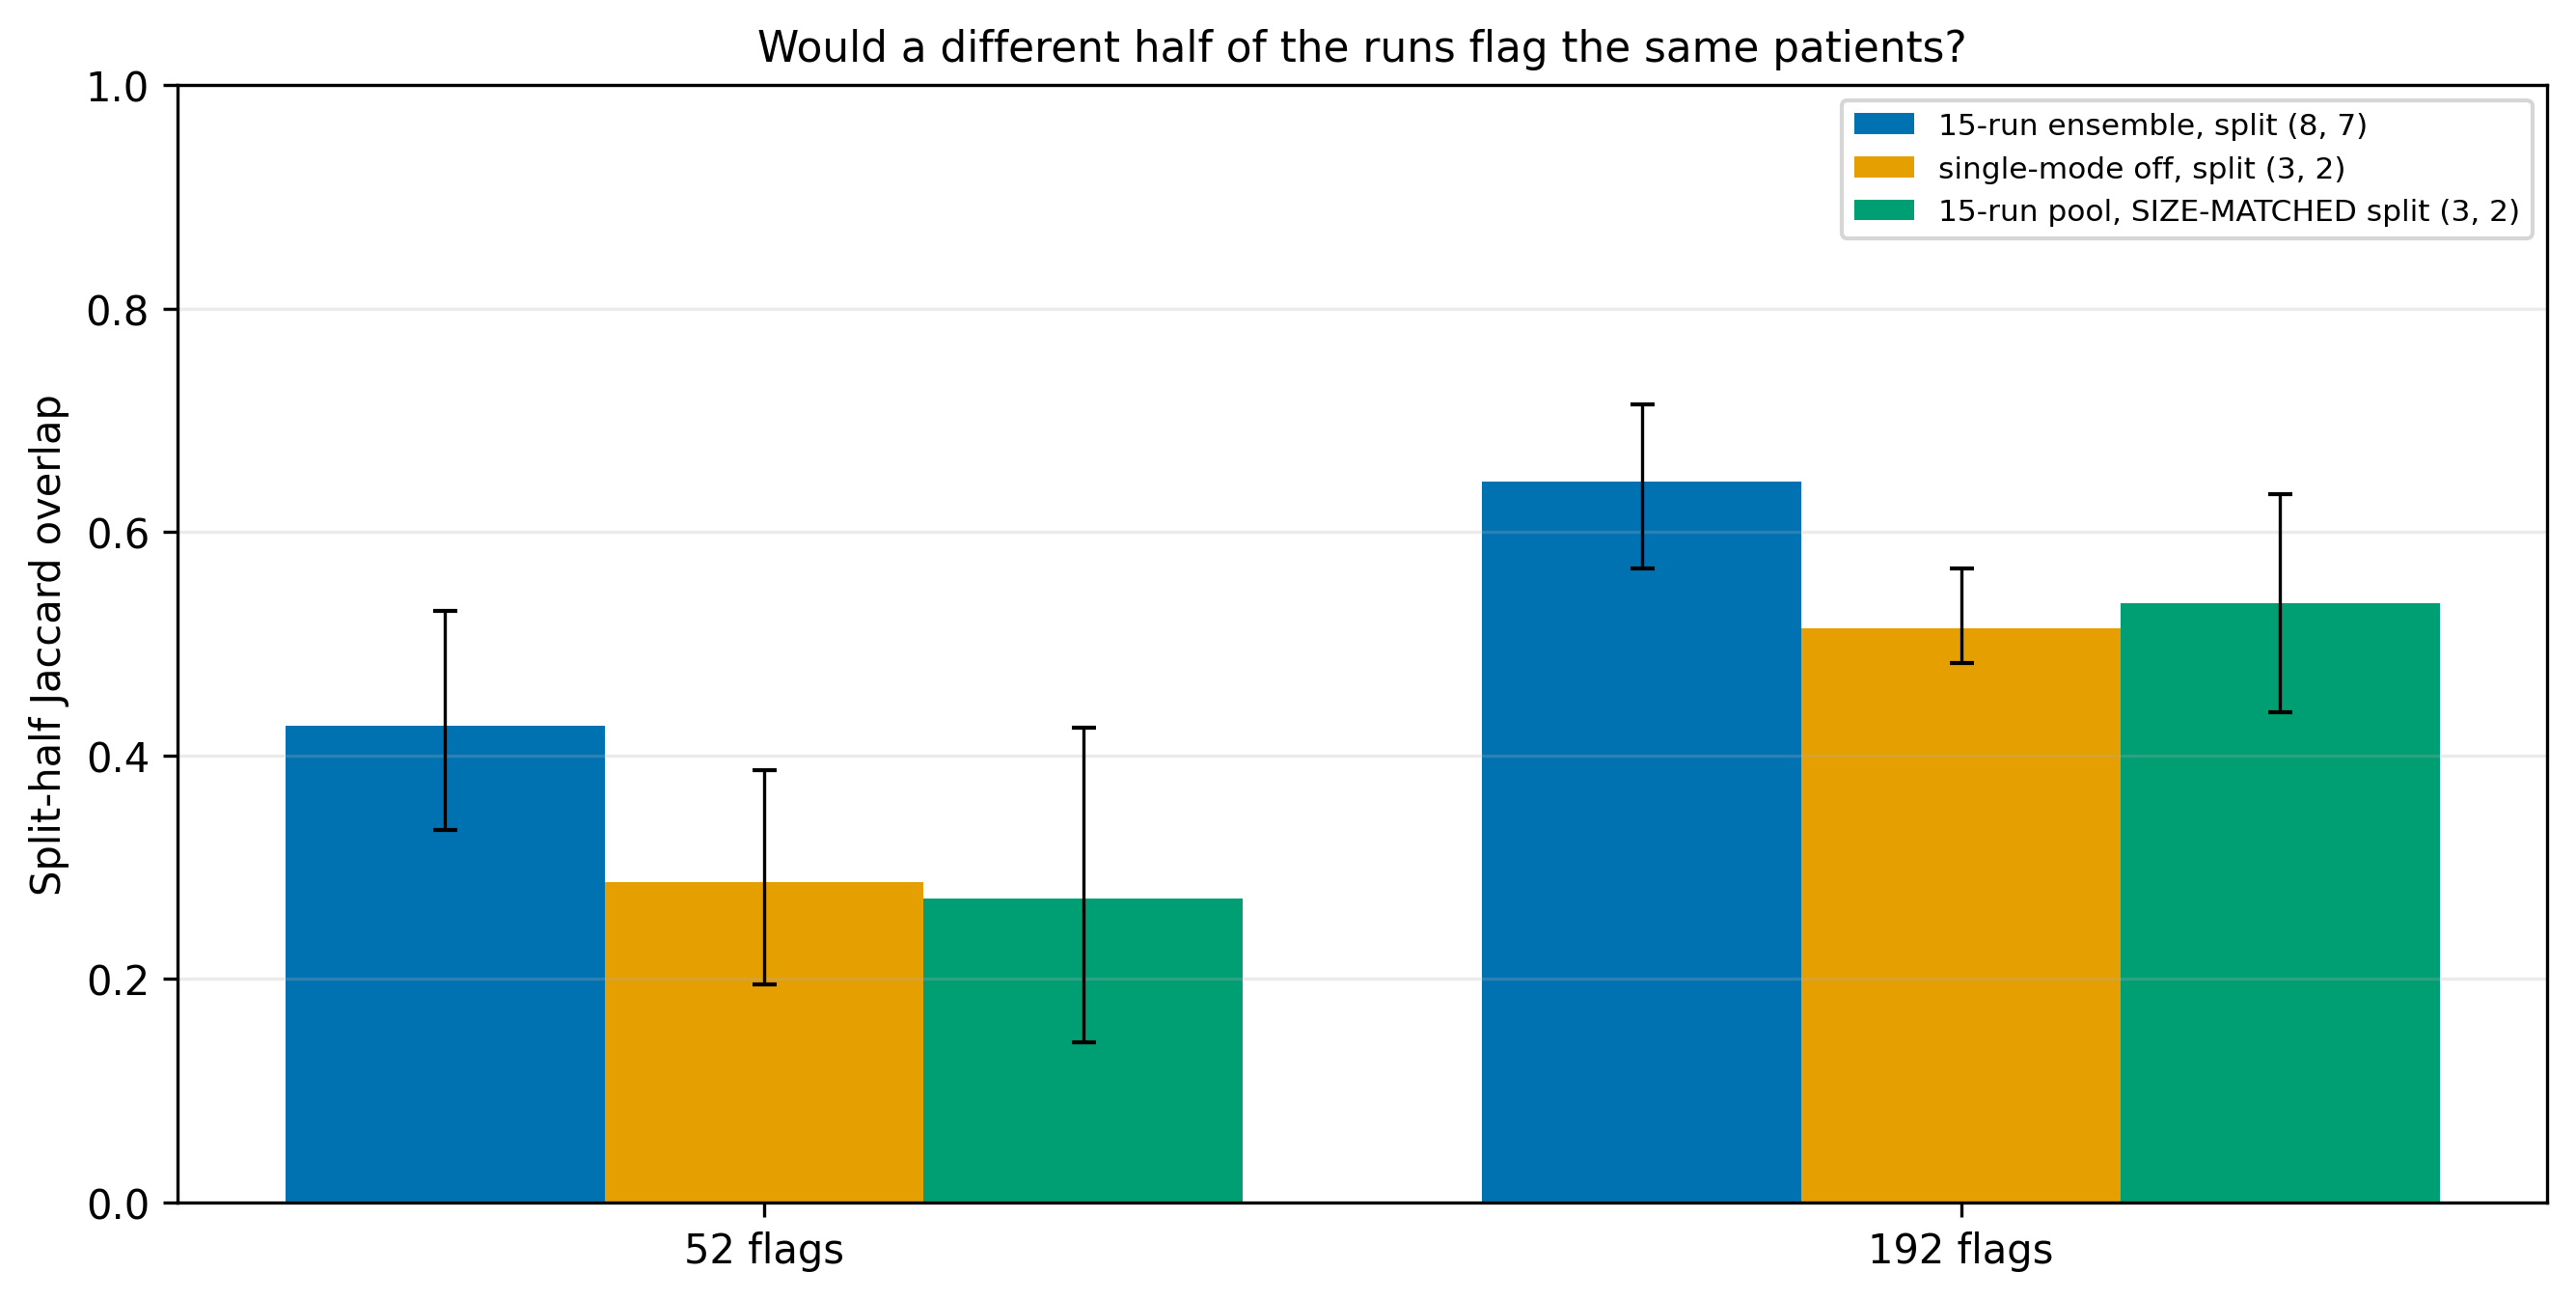 Would a different half of the runs flag the same patients?
1.0
0.8
0.6
0.4
0.2
0.0
Split-half Jaccard overlap
15-run ensemble, split (8, 7)
single-mode off, split (3, 2)
15-run pool, SIZE-MATCHED split (3, 2)
52 flags
192 flags